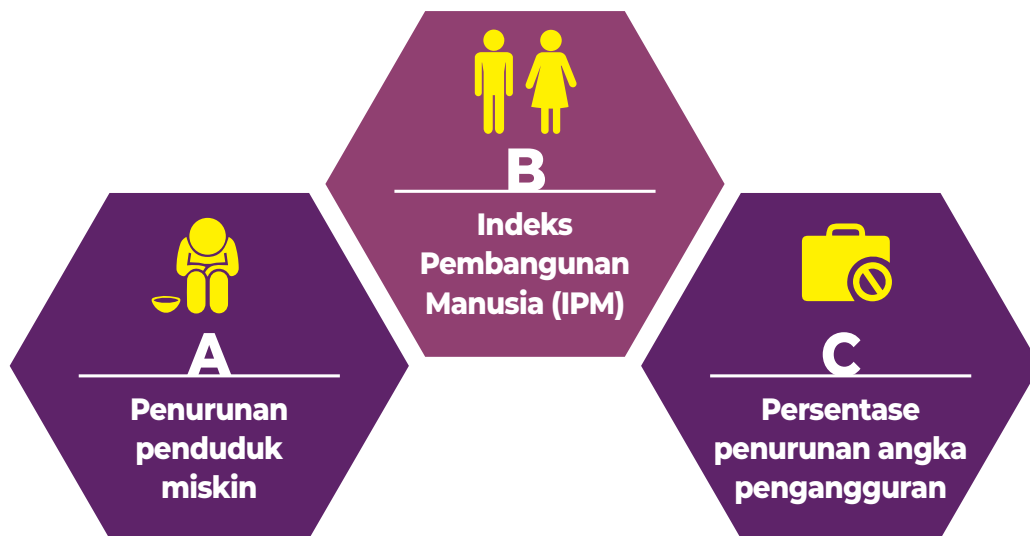 A
Penurunan
penduduk
miskin
B
Indeks
Pembangunan
Manusia (IPM)
C
Persentase
penurunan angka
pengangguran